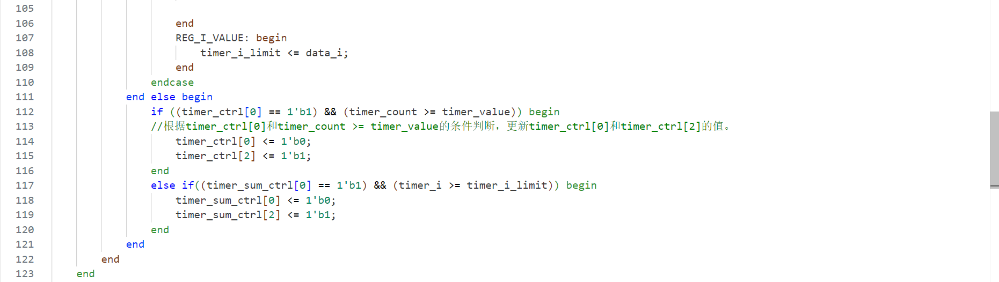 105
106 end
107 REG_I_VALUE: begin
108 timer_i_limit <= data_i;
109 end
110 endcase
111 end else begin
112 if ((timer_ctrl[0] == 1'b1) && (timer_count >= timer_value)) begin
113 //根据timer_ctrl[0]和timer_count >= timer_value的条件判断，更新timer_ctrl[0]和timer_ctrl[2]的值。
114 timer_ctrl[0] <= 1'b0;
115 timer_ctrl[2] <= 1'b1;
116 end
117 else if((timer_sum_ctrl[0] == 1'b1) && (timer_i >= timer_i_limit)) begin
118 timer_sum_ctrl[0] <= 1'b0;
119 timer_sum_ctrl[2] <= 1'b1;
120 end
121 end
122 end
123 end